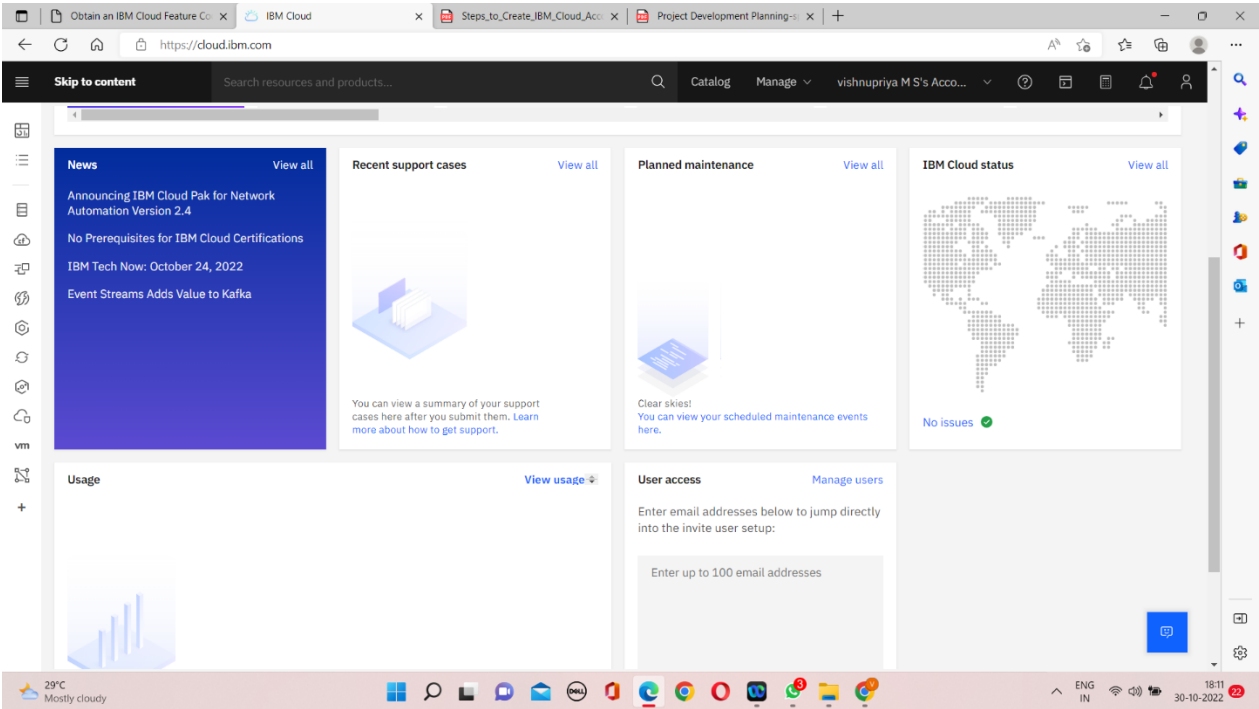 Obtain an IBM Cloud Feature Co
IBM Cloud
Steps_to_Create_IBM_Cloud_Acc
Project Development Planning-s
https://cloud.ibm.com
Skip to content
Search resources and products...
Catalog
Manage
vishnupriya M S's Acco...
News
View all
Announcing IBM Cloud Pak for Network
Automation Version 2.4
No Prerequisites for IBM Cloud Certifications
IBM Tech Now: October 24, 2022
Event Streams Adds Value to Kafka
Recent support cases
View all
You can view a summary of your support
cases here after you submit them. Learn
more about how to get support.
Planned maintenance
View all
Clear skies!
You can view your scheduled maintenance events
here.
IBM Cloud status
View all
No issues
vm
Usage
View usage
User access
Manage users
Enter email addresses below to jump directly
into the invite user setup:
Enter up to 100 email addresses
29°C
Mostly cloudy
DELL
3
ENG
IN
18:11
30-10-2022
22